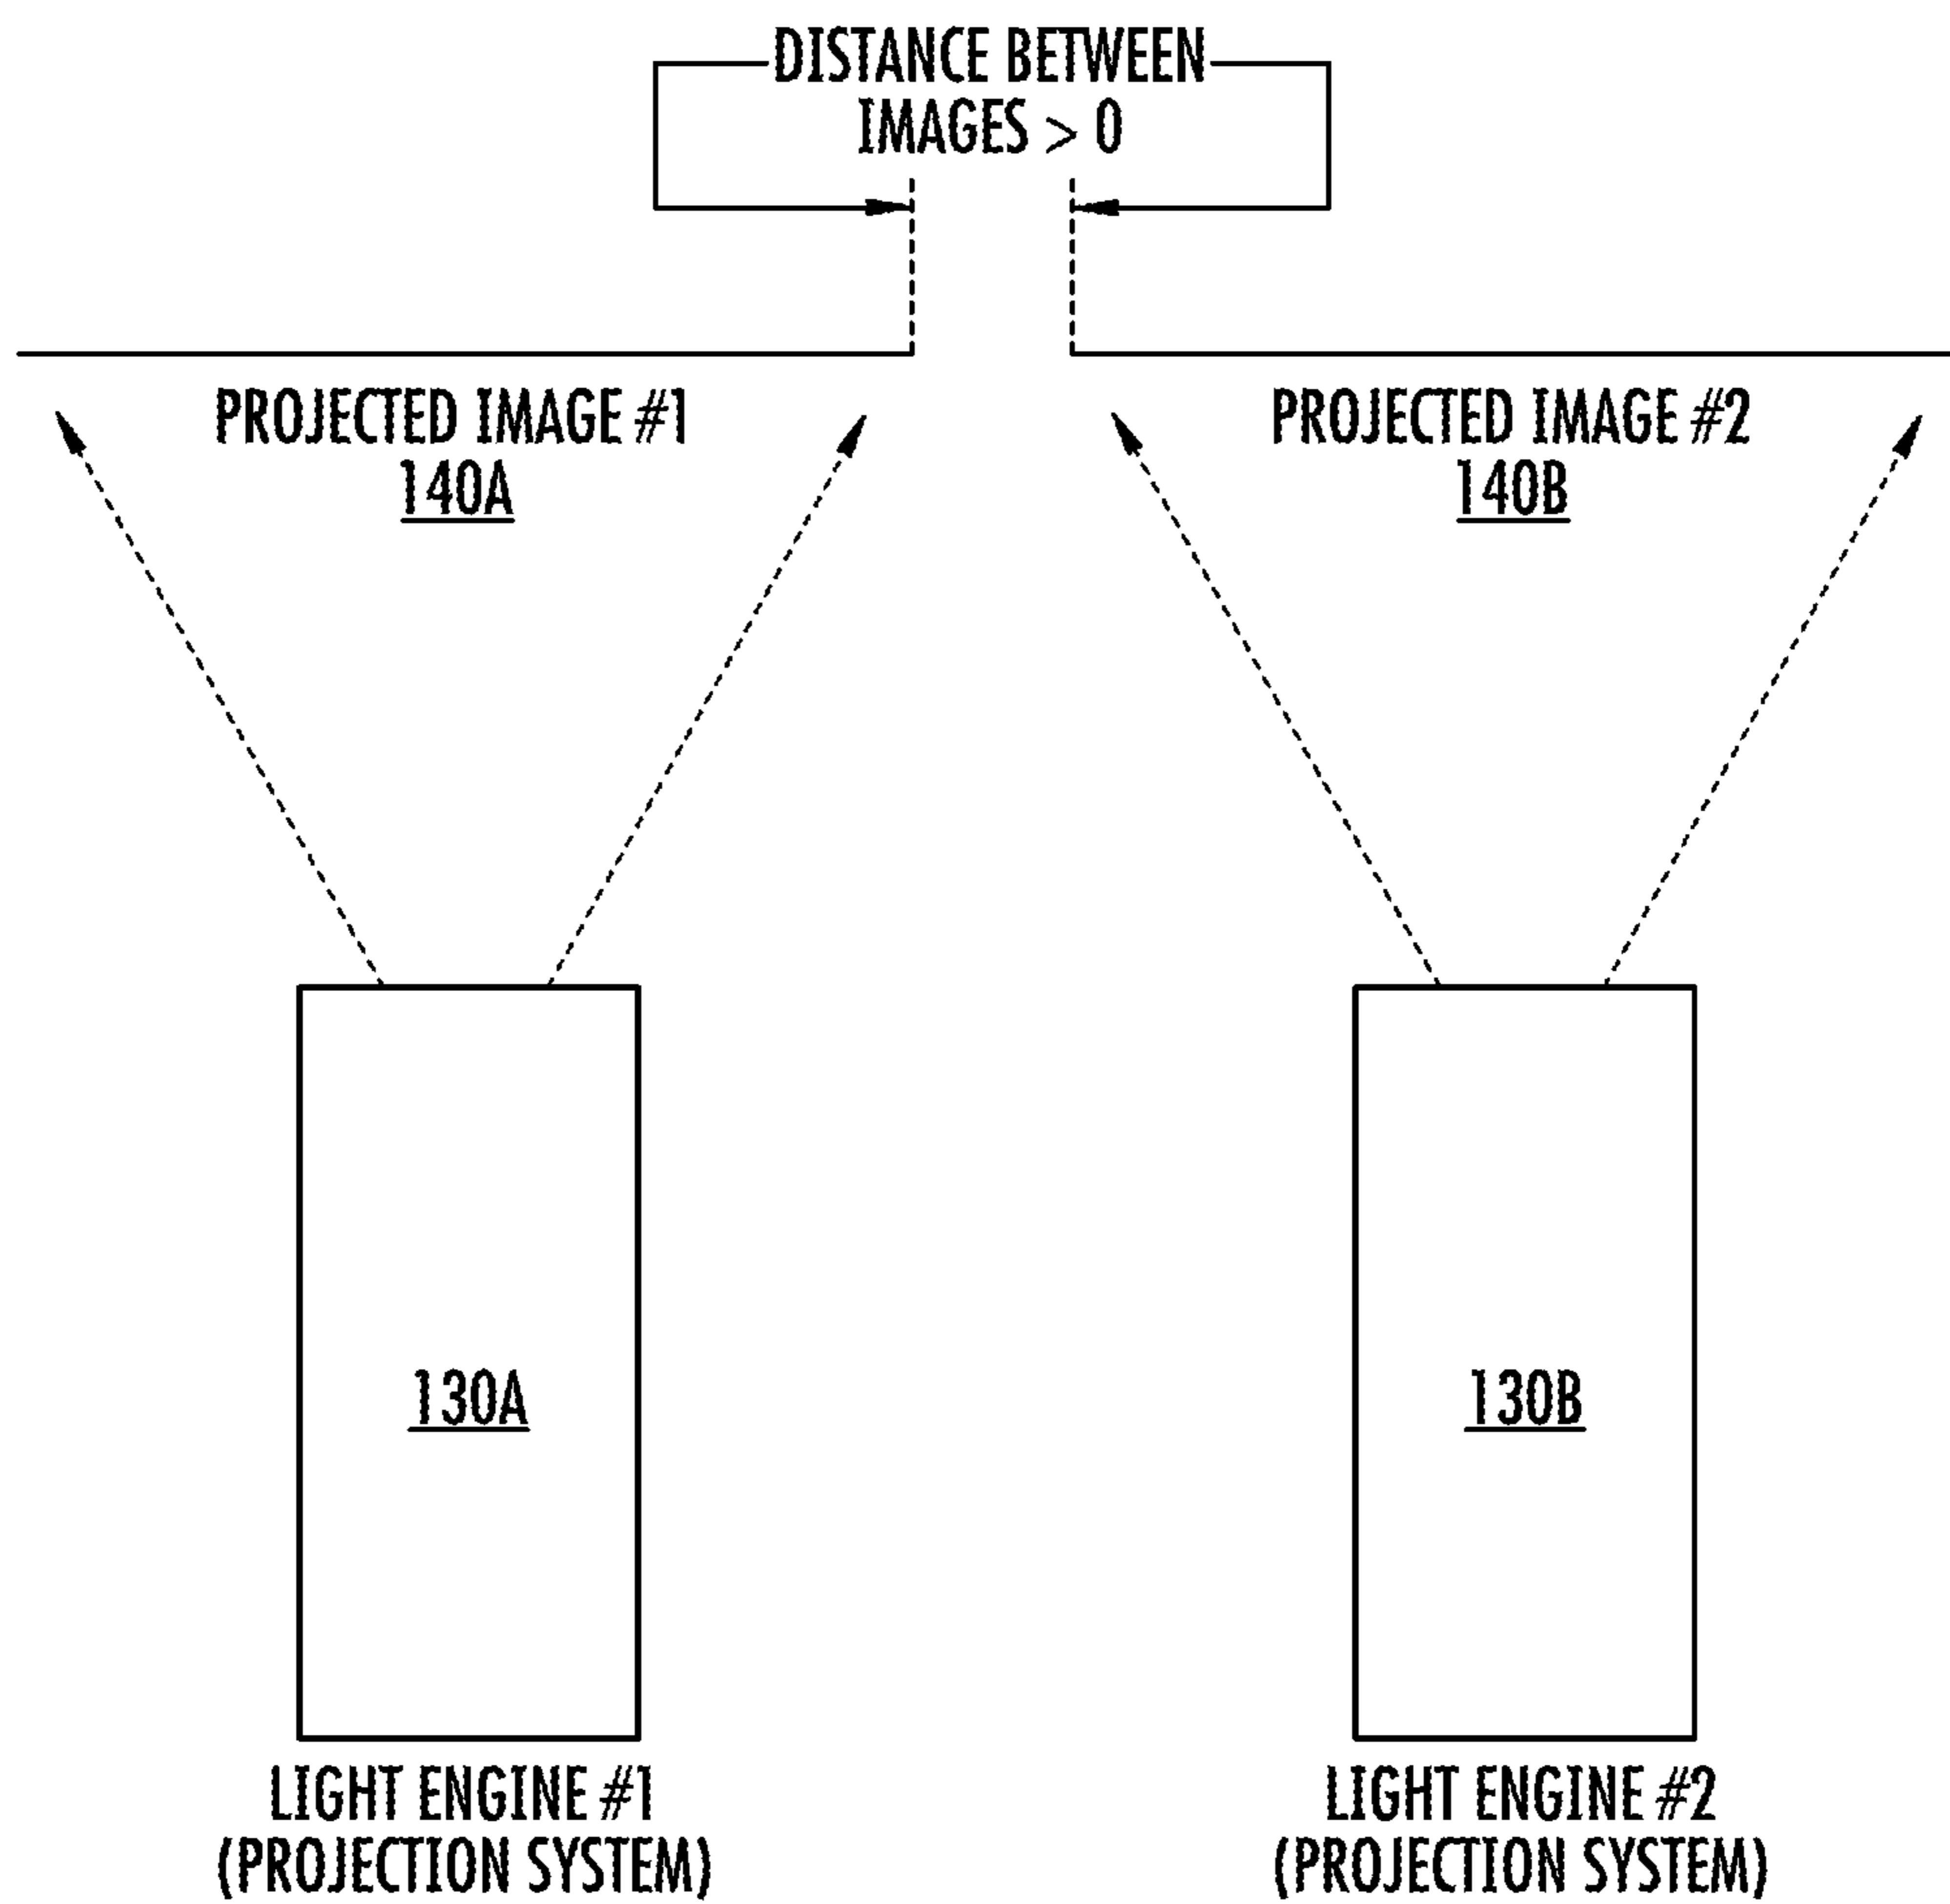 DISTANCE BETWEEN
IMAGES > 0
PROJECTED IMAGE #1
140A
PROJECTED IMAGE #2
140B
130A
130B
LIGHT ENGINE #1
(PROJECTION SYSTEM)
LIGHT ENGINE #2
(PROJECTION SYSTEM)